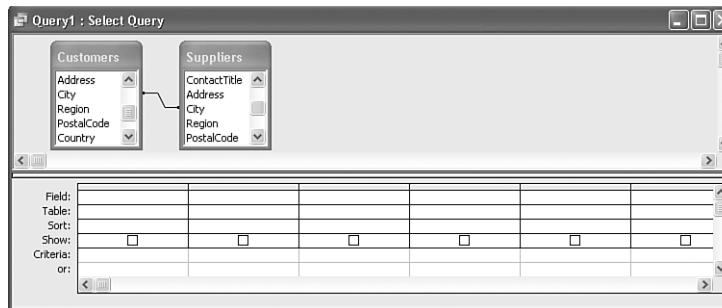 Query1 : Select Query
Customers
Address
City
Region
PostalCode
Country
Suppliers
ContactTitle
Address
City
Region
PostalCode
Field:
Table:
Sort:
Show:
Criteria:
or: